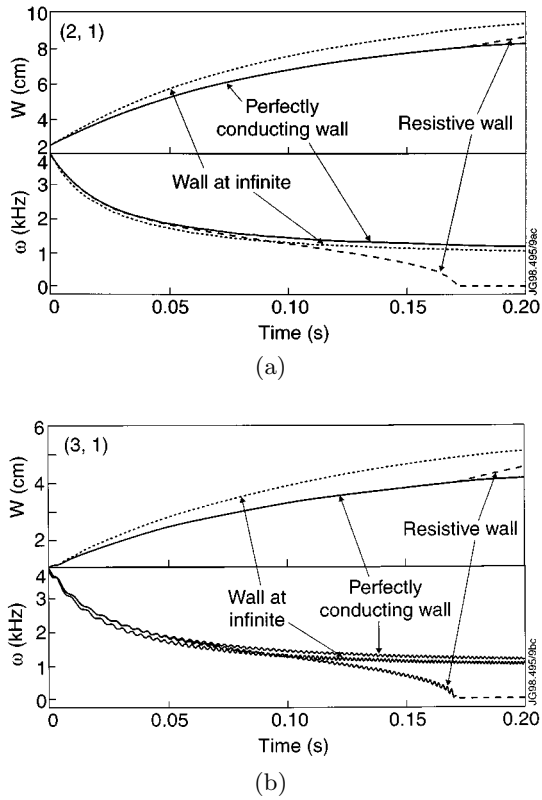 10
(2, 1)
8
W (cm)
6
Perfectly
conducting wall
Resistive wall
4
2
4
Wall at infinite
3
ω (kHz)
2
1
0
JG98.495/9ac
0
0.05
0.10
0.15
0.20
Time (s)
(a)
6
(3, 1)
W (cm)
4
Resistive wall
2
4
Wall at
infinite
Perfectly
conducting wall
3
ω (kHz)
2
1
0
JG98.495/9bc
0
0.05
0.10
0.15
0.20
Time (s)
(b)